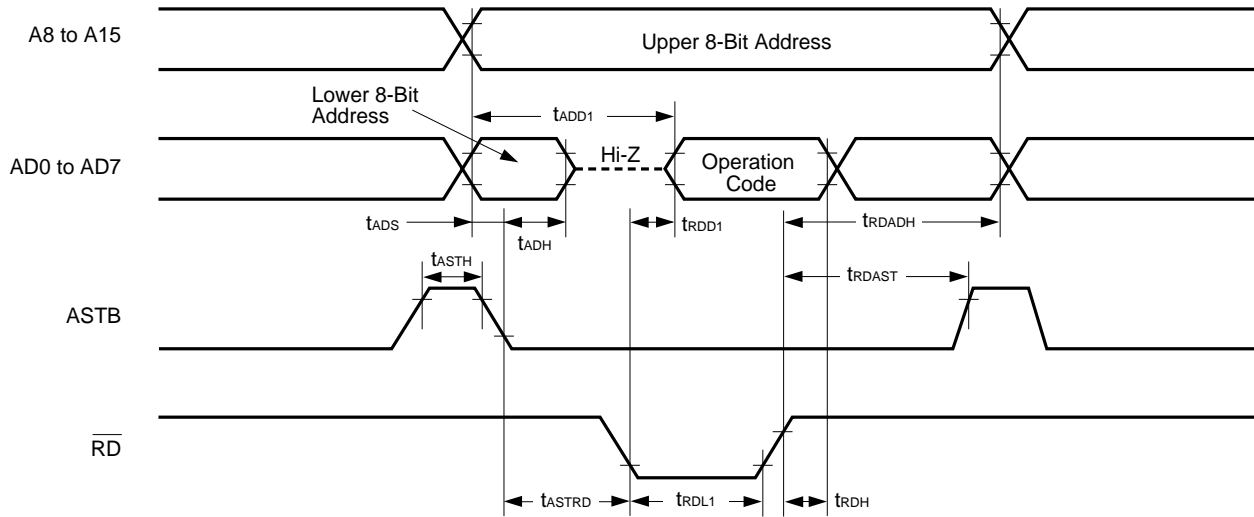 A8 to A15
Upper 8-Bit Address
Lower 8-Bit
Address
tADD1
AD0 to AD7
Hi-Z
Operation
Code
tADS
tADH
tRDD1
tRDADH
tASTH
tRDAST
ASTB
RD
tASTRD
tRDL1
tRDH